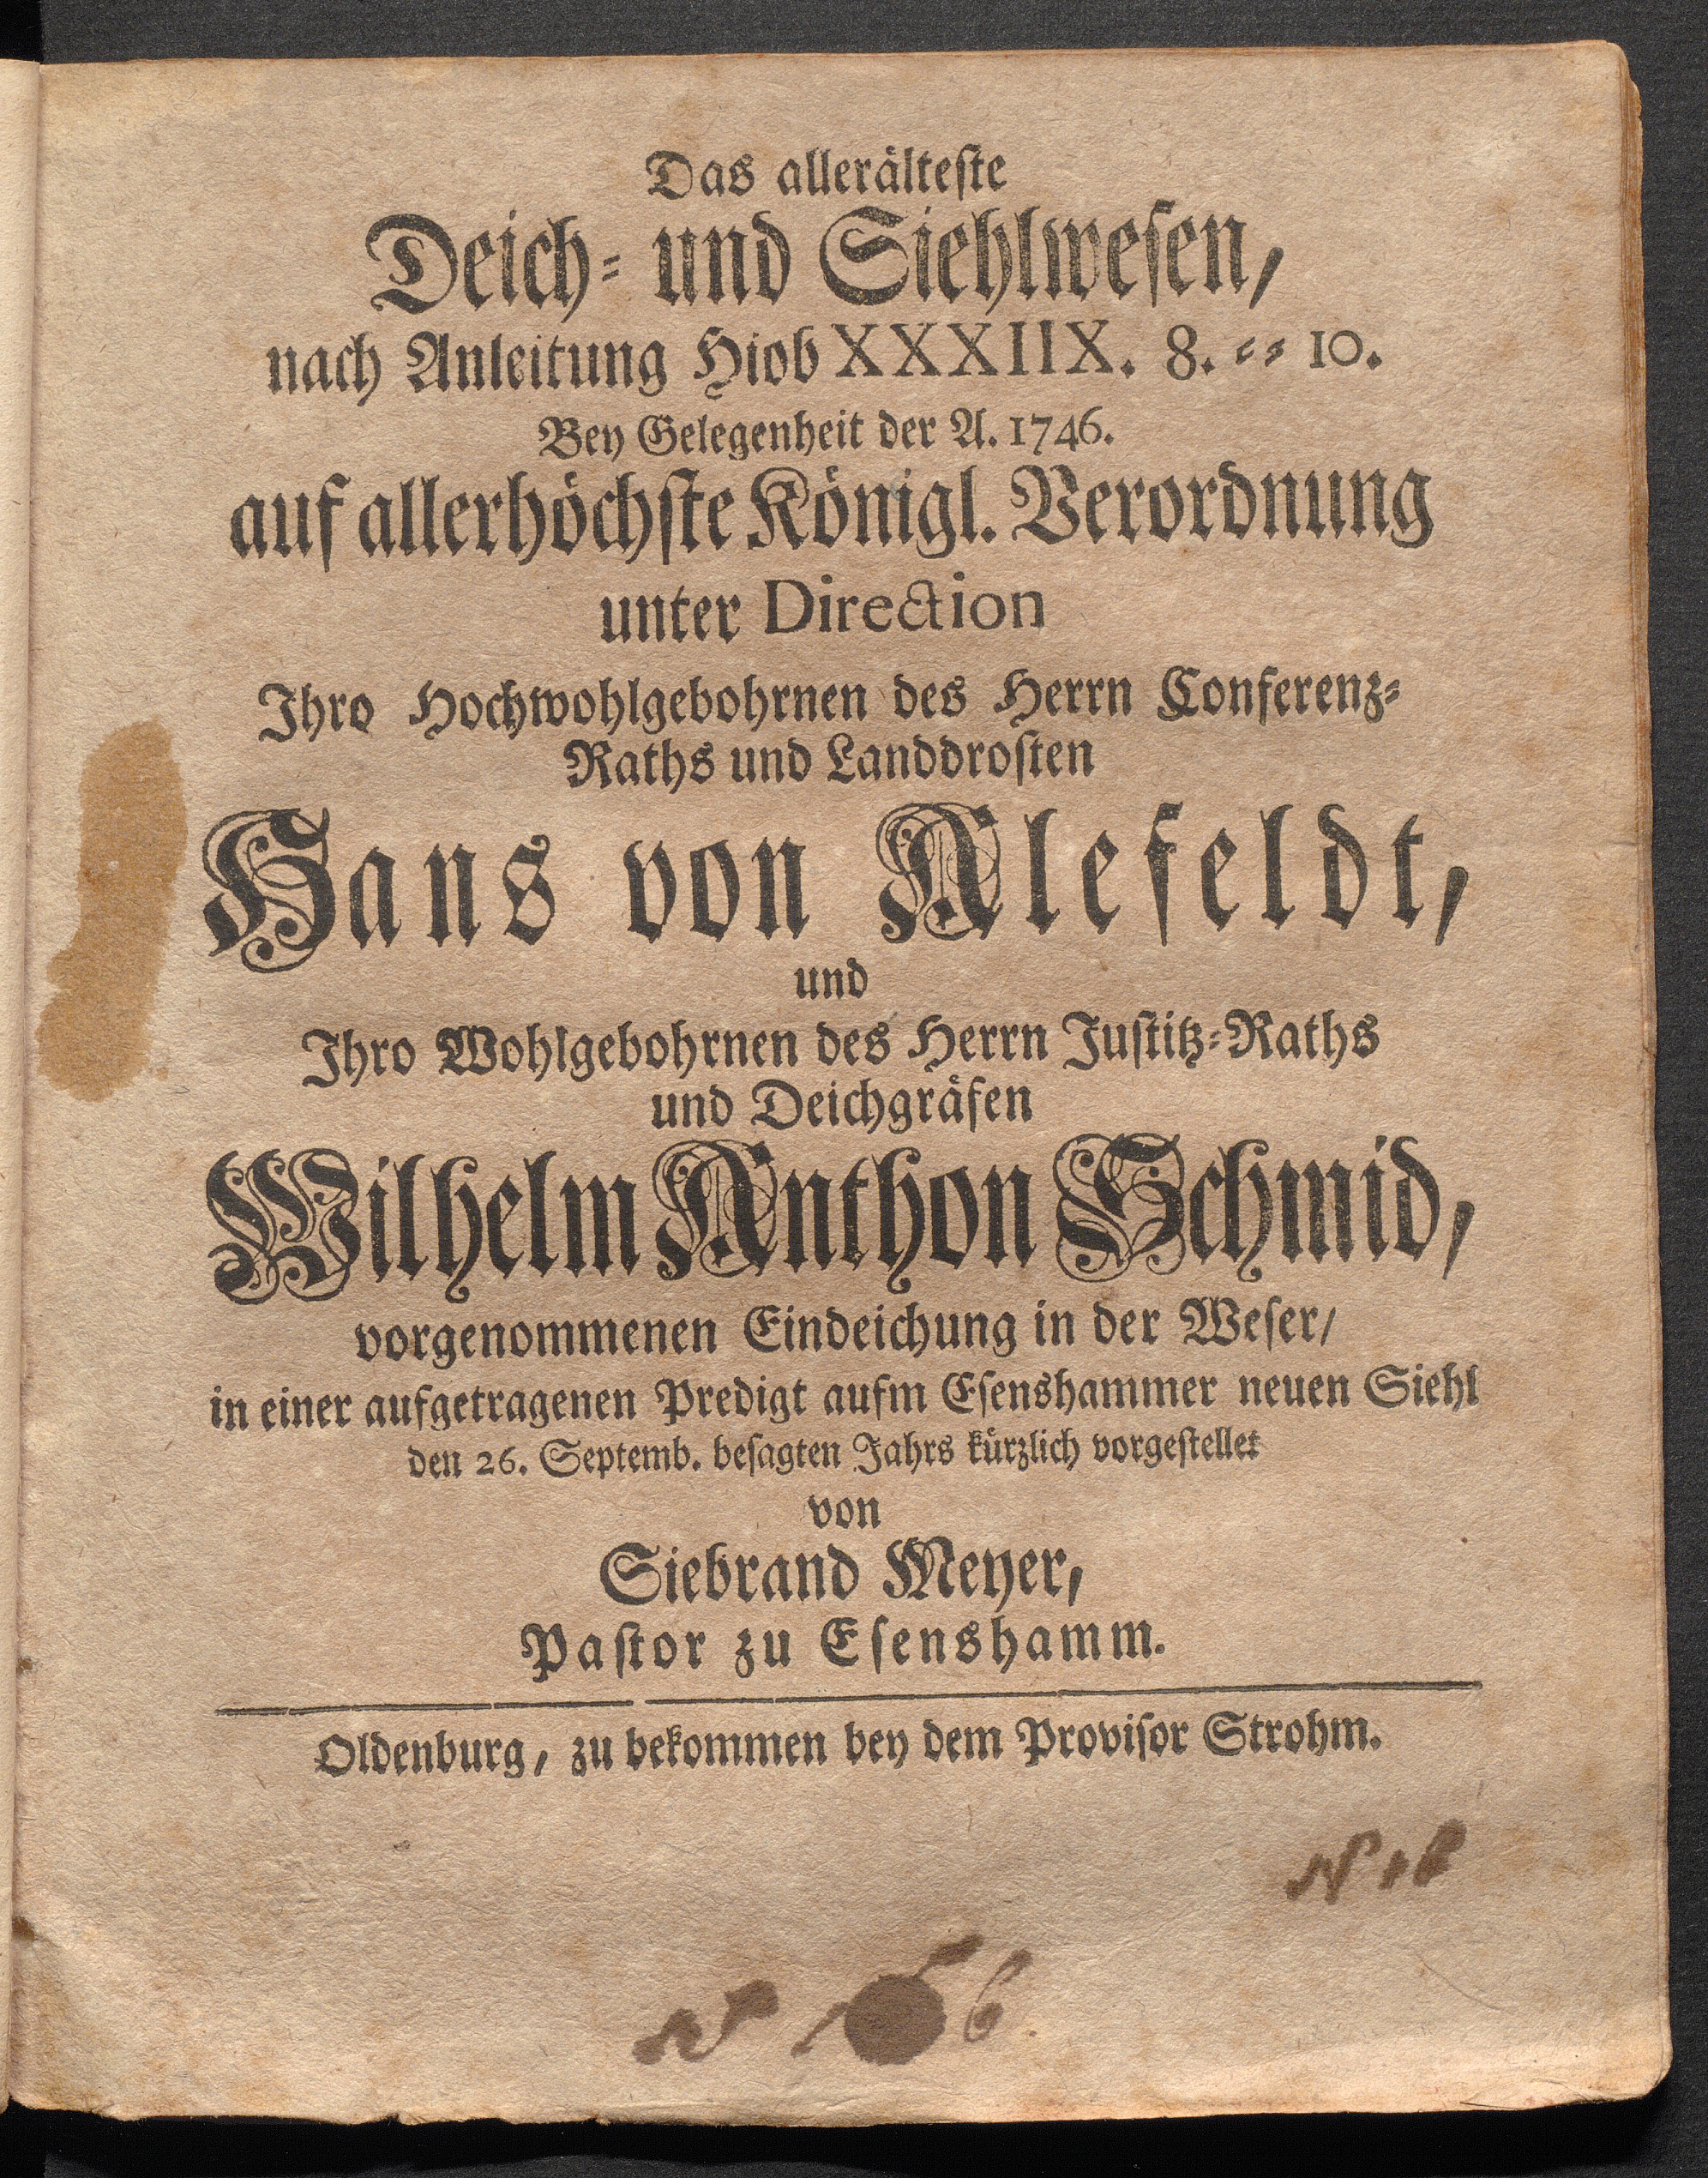 Das allerälteſte
Deich- und Siehlweſen,
nach Anleitung Hiob XXXIIX. 8. -- 10.
Bey Gelegenheit der A. 1746.
auf allerhöchſte Königl. Verordnung
unter Direction
Ihro Hochwohlgebohrnen des Herrn Conferenz-
Raths und Landdroſten
Hans von Alefeldt,
und
Ihro Wohlgebohrnen des Herrn Juſtitz-Raths
und Deichgräfen
Wilhelm Anthon Schmid,
vorgenommenen Eindeichung in der Weſer/
in einer aufgetragenen Predigt aufm Eſenshammer neuen Siehl
den 26. Septemb. beſagten Jahrs kürzlich vorgeſtellet
von
Siebrand Meyer,
Paſtor zu Eſenshamm.
Oldenburg, zu bekommen bey dem Proviſor Strohm.